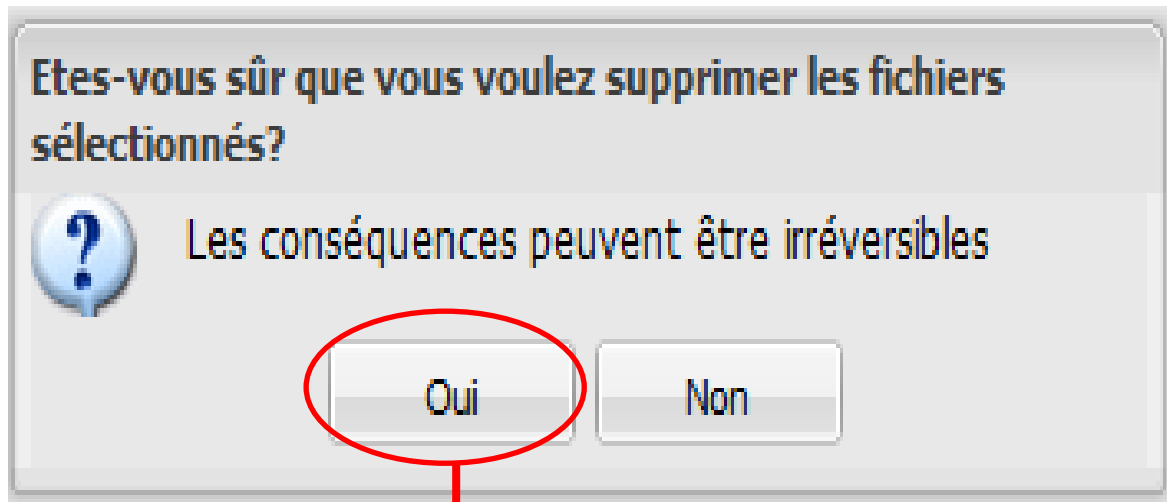 Etes-vous sûr que vous voulez supprimer les fichiers
sélectionnés?
?
Les conséquences peuvent être irréversibles
Oui Non